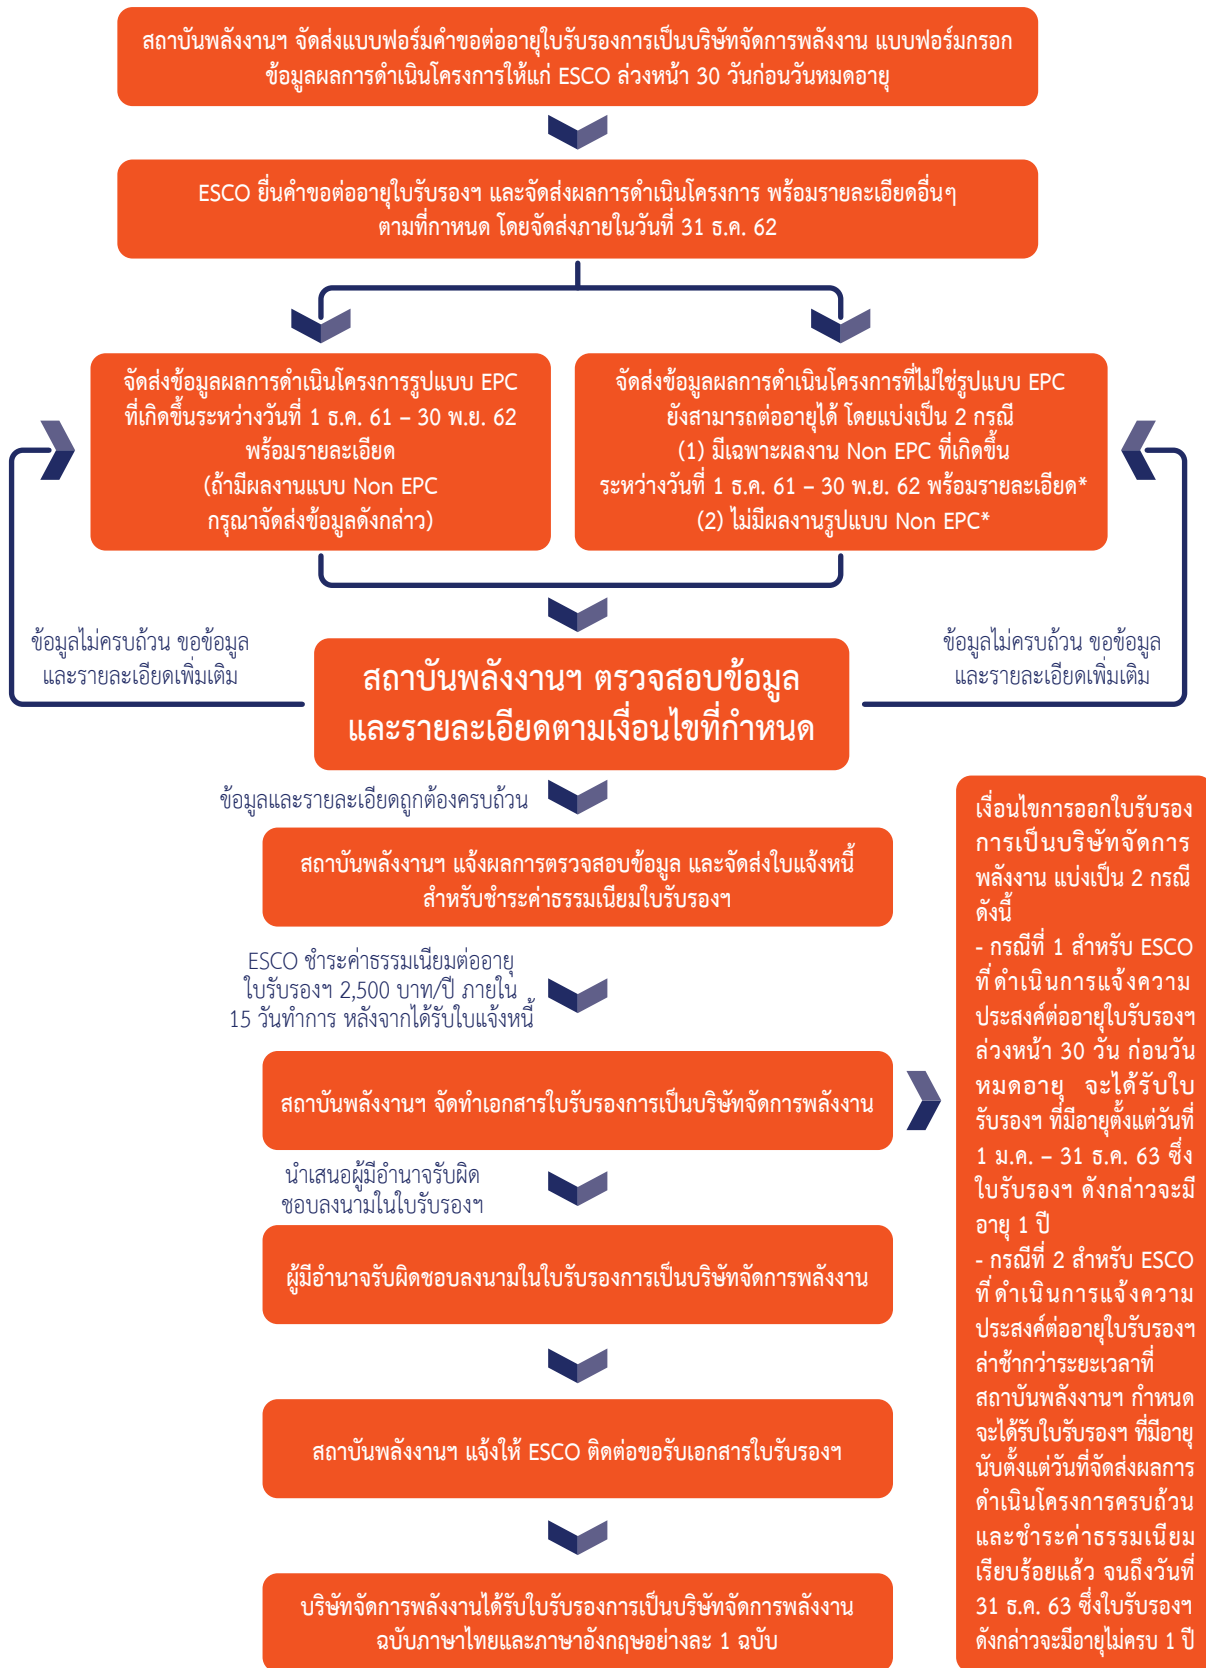 สถาบันพลังงานฯ จัดส่งแบบฟอร์มคำขอต่ออายุใบรับรองการเป็นบริษัทจัดการพลังงาน แบบฟอร์มกรอก
ข้อมูลผลการดำเนินโครงการให้แก่ ESCO ล่วงหน้า 30 วันก่อนวันหมดอายุ
ESCO ยื่นคำขอต่ออายุใบรับรองฯ และจัดส่งผลการดำเนินโครงการ พร้อมรายละเอียดอื่นๆ
ตามที่กาหนด โดยจัดส่งภายในวันที่ 31 ธ.ค. 62
จัดส่งข้อมูลผลการดำเนินโครงการรูปแบบ EPC
ที่เกิดขึ้นระหว่างวันที่ 1 ธ.ค. 61 – 30 พ.ย. 62
พร้อมรายละเอียด
(ถ้ามีผลงานแบบ Non EPC
กรุณาจัดส่งข้อมูลดังกล่าว)
จัดส่งข้อมูลผลการดำเนินโครงการที่ไม่ใช่รูปแบบ EPC
ยังสามารถต่ออายุได้ โดยแบ่งเป็น 2 กรณี
(1) มีเฉพาะผลงาน Non EPC ที่เกิดขึ้น
ระหว่างวันที่ 1 ธ.ค. 61 – 30 พ.ย. 62 พร้อมรายละเอียด*
(2) ไม่มีผลงานรูปแบบ Non EPC*
ข้อมูลไม่ครบถ้วน ขอข้อมูล
และรายละเอียดเพิ่มเติม
ข้อมูลไม่ครบถ้วน ขอข้อมูล
และรายละเอียดเพิ่มเติม
สถาบันพลังงานฯ ตรวจสอบข้อมูล
และรายละเอียดตามเงื่อนไขที่กำหนด
ข้อมูลและรายละเอียดถูกต้องครบถ้วน
สถาบันพลังงานฯ แจ้งผลการตรวจสอบข้อมูล และจัดส่งใบแจ้งหนี้
สำหรับชำระค่าธรรมเนียมใบรับรองฯ
ESCO ชำระค่าธรรมเนียมต่ออายุ
ใบรับรองฯ 2,500 บาท/ปี ภายใน
15 วันทำการ หลังจากได้รับใบแจ้งหนี้
สถาบันพลังงานฯ จัดทำเอกสารใบรับรองการเป็นบริษัทจัดการพลังงาน
นำเสนอผู้มีอำนาจรับผิด
ชอบลงนามในใบรับรองฯ
ผู้มีอำนาจรับผิดชอบลงนามในใบรับรองการเป็นบริษัทจัดการพลังงาน
สถาบันพลังงานฯ แจ้งให้ ESCO ติดต่อขอรับเอกสารใบรับรองฯ
บริษัทจัดการพลังงานได้รับใบรับรองการเป็นบริษัทจัดการพลังงาน
ฉบับภาษาไทยและภาษาอังกฤษอย่างละ 1 ฉบับ
เงื่อนไขการออกใบรับรอง
การเป็นบริษัทจัดการ
พลังงาน แบ่งเป็น 2 กรณี
ดังนี้
- กรณีที่ 1 สำหรับ ESCO
ที่ดำเนินการแจ้งความ
ประสงค์ต่ออายุใบรับรองฯ
ล่วงหน้า 30 วัน ก่อนวัน
หมดอายุ จะได้รับใบ
รับรองฯ ที่มีอายุตั้งแต่วันที่
1 ม.ค. – 31 ธ.ค. 63 ซึ่ง
ใบรับรองฯ ดังกล่าวจะมี
อายุ 1 ปี
- กรณีที่ 2 สำหรับ ESCO
ที่ดำเนินการแจ้งความ
ประสงค์ต่ออายุใบรับรองฯ
ล่าช้ากว่าระยะเวลาที่
สถาบันพลังงานฯ กำหนด
จะได้รับใบรับรองฯ ที่มีอายุ
นับตั้งแต่วันที่จัดส่งผลการ
ดำเนินโครงการครบถ้วน
และชำระค่าธรรมเนียม
เรียบร้อยแล้ว จนถึงวันที่
31 ธ.ค. 63 ซึ่งใบรับรองฯ
ดังกล่าวจะมีอายุไม่ครบ 1 ปี